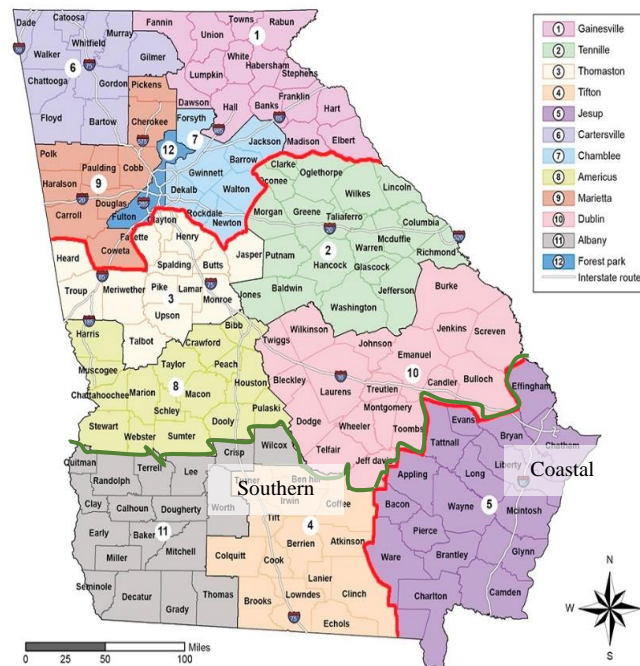 Dade
Catoosa
Whitfield
Murray
Fannin
Towns
Rabun
Union
1
Walker
Gilmer
White
6
Habersham
Chattooga
Gordon
Pickens
Lumpkin
Stephens
Dawson
Franklin
Floyd
Bartow
Cherokee
Forsyth
Hall
Banks
Hart
7
Jackson
Madison
Elbert
Polk
12
Barrow
Paulding
Cobb
Gwinnett
Clarke
Oglethorpe
Haralson
9
Oconee
Wilkes
Lincoln
Douglas
Dekalb
Walton
Carroll
Fulton
Rockdale
Morgan
Greene
Taliaferro
Columbia
Clayton
Newton
Fayette
Coweta
Henry
2
Warren
Mcduffie
Heard
Spalding
Butts
Jasper
Putnam
Hancock
Glascock
Richmond
Troup
Meriwether
Pike
Lamar
3
Monroe
Jones
Baldwin
Jefferson
Burke
Upson
Washington
Talbot
Bibb
Wilkinson
Harris
Crawford
Twiggs
Johnson
Jenkins
Screven
Muscogee
Taylor
Peach
Emanuel
Chattahoochee
Marion
8
Macon
Houston
Bleckley
Laurens
10
Treutlen
Candler
Bulloch
Effingham
Schley
Stewart
Webster
Sumter
Dooly
Pulaski
Montgomery
Dodge
Wheeler
Toombs
Evans
Bryan
Chatham
Telfair
Tattnall
Quitman
Terrell
Lee
Crisp
Wilcox
Jeff davis
Liberty
Coastal
Randolph
Turner
Ben hill
Appling
Long
Southern
Irwin
Clay
Calhoun
Dougherty
Worth
Coffee
Bacon
Wayne
5
Mcintosh
11
Tift
4
Early
Baker
Mitchell
Berrien
Atkinson
Pierce
Miller
Colquitt
Cook
Ware
Brantley
Glynn
Lanier
Seminole
Decatur
Grady
Thomas
Brooks
Lowndes
Clinch
Charlton
Camden
Echols
1 Gainesville
2 Tennille
3 Thomaston
4 Tifton
5 Jesup
6 Cartersville
7 Chamblee
8 Americus
9 Marietta
10 Dublin
11 Albany
12 Forest park
Interstate route
N
W
E
S
Miles
0 25 50 100